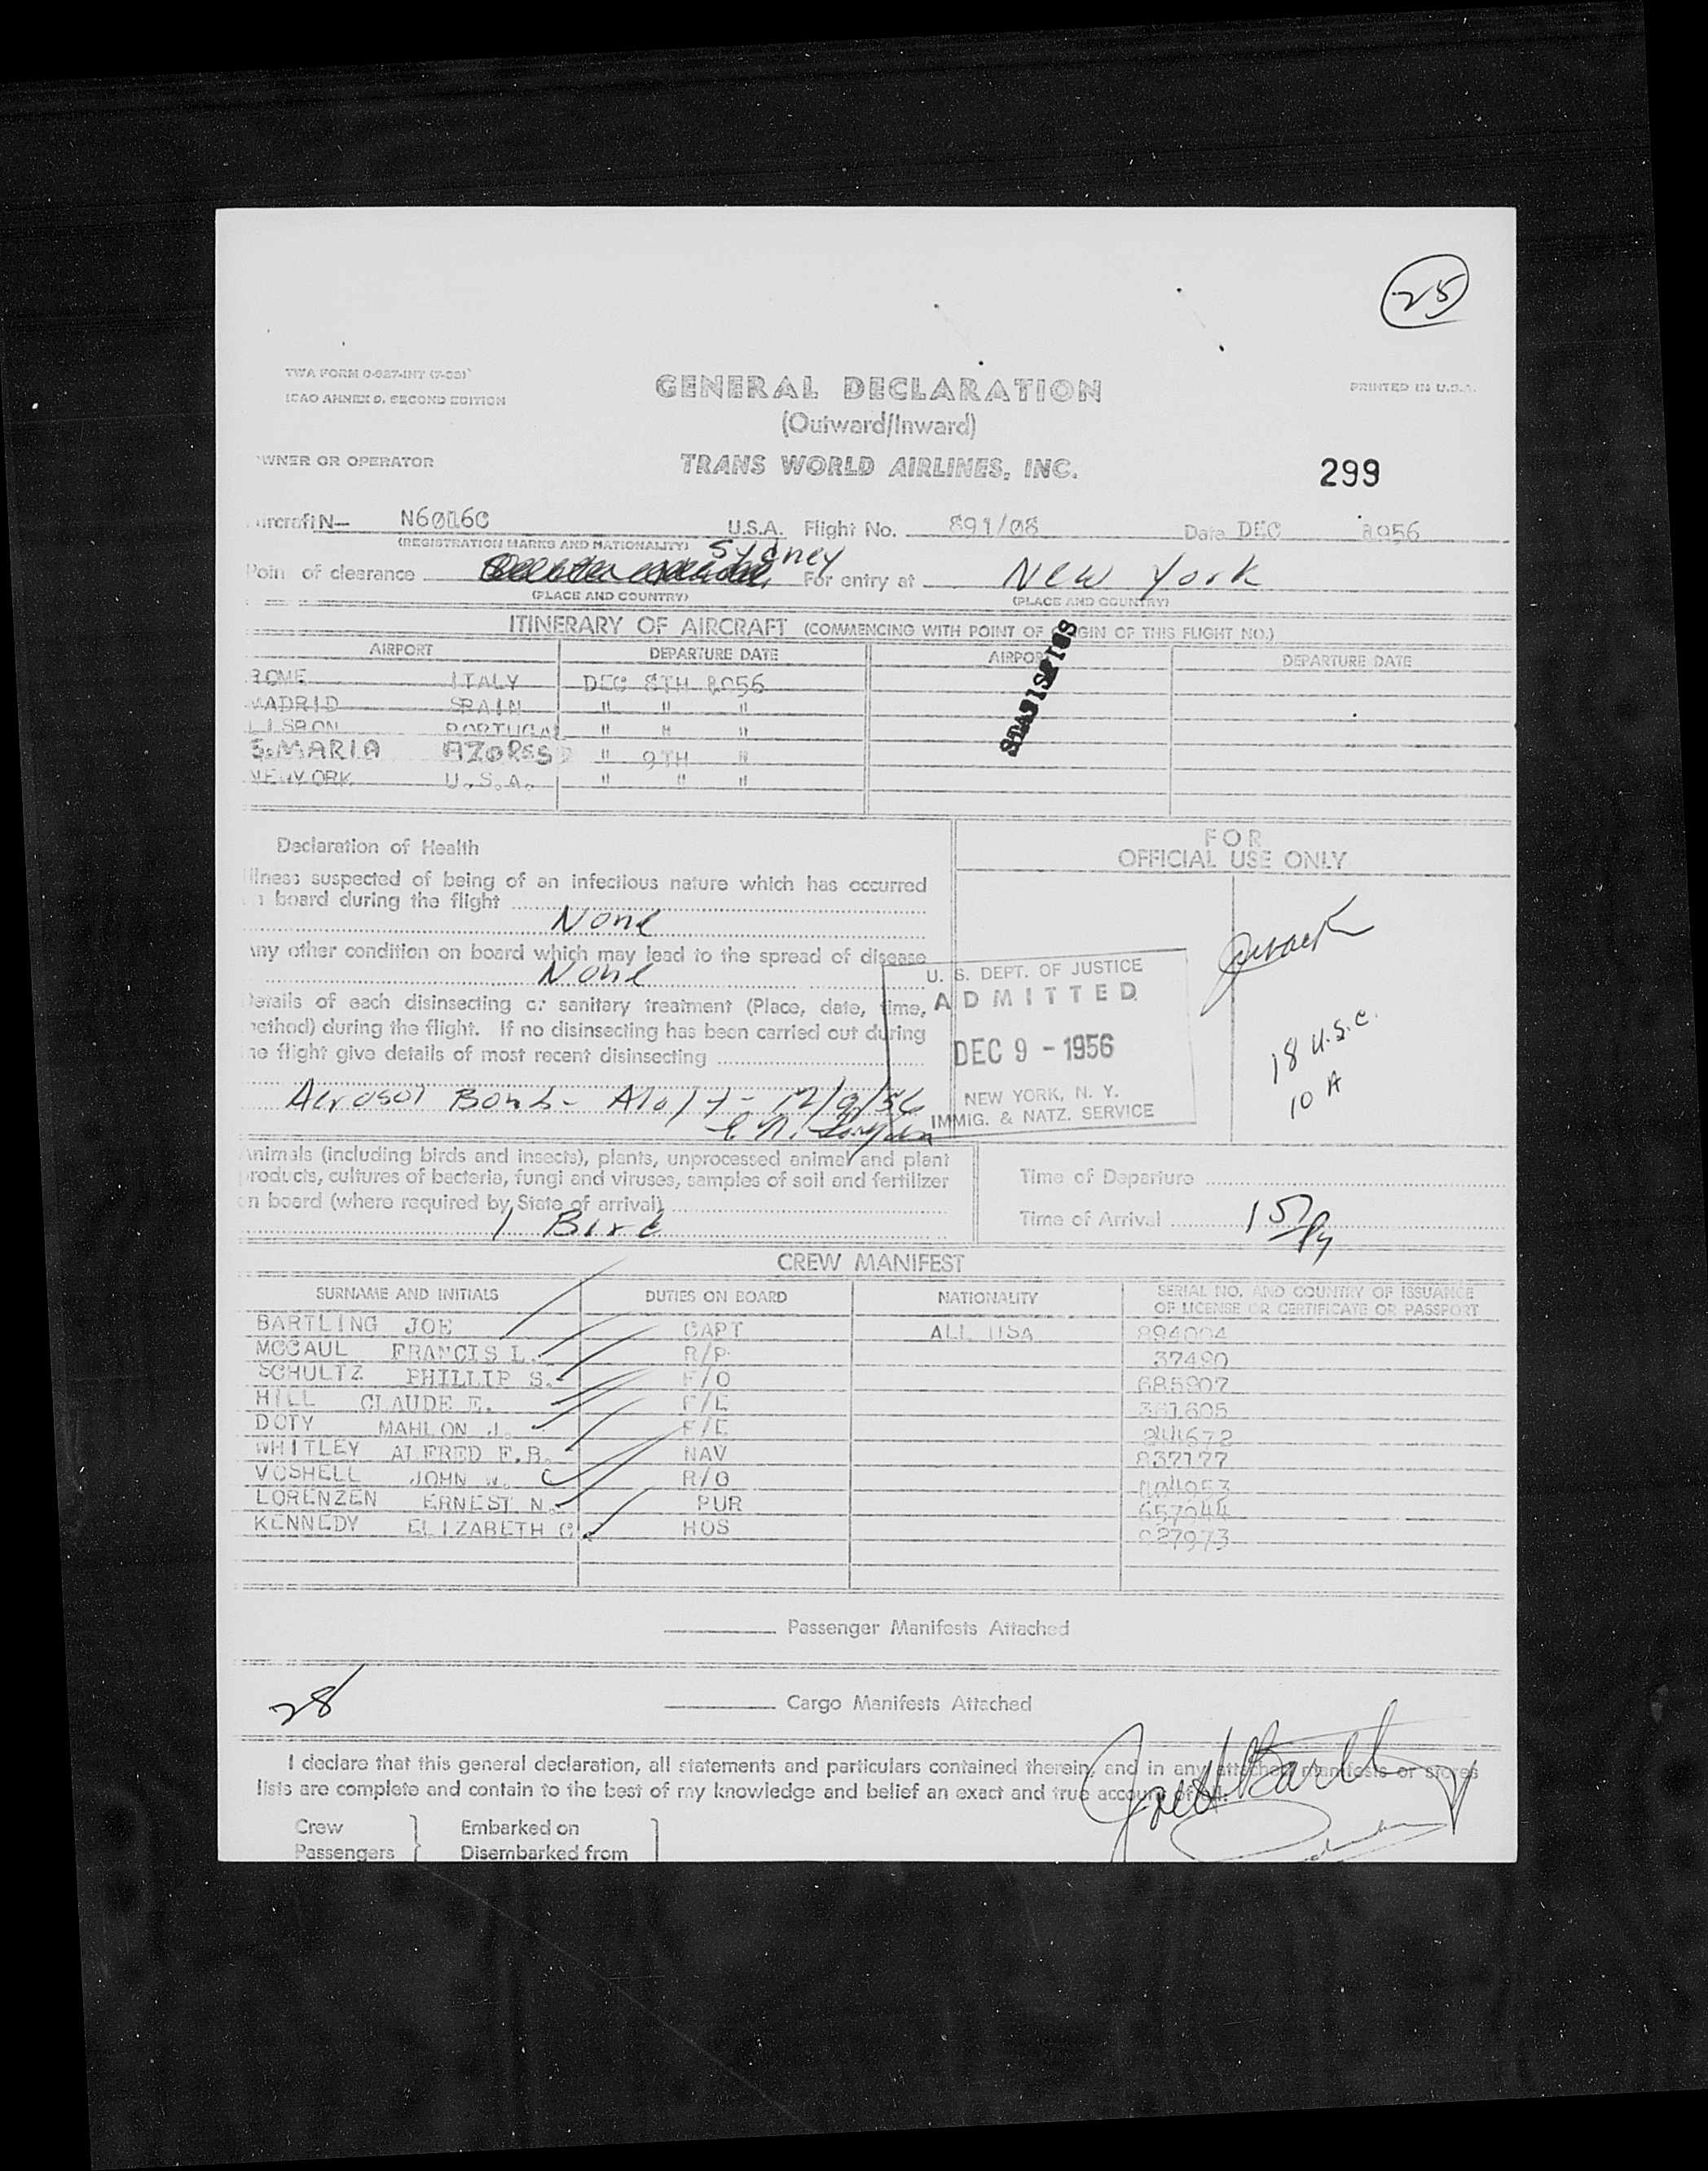 25
TWA FORM
ICAO ANNEX 9, SECOND EDITION
GENERAL DECLARATION
(Outward/Inward)
PRINTED IN U.S.A.
WNER OR OPERATOR
TRANS WORLD AIRLINES, INC.
299
ircraft N— N6016C U.S.A. Flight No. 891/08 Date DEC 1956
(REGISTRATION MARKS AND NATIONALITY)
Poin of clearance Sydney For entry at New York
(PLACE AND COUNTRY) (PLACE AND COUNTRY)
ITINERARY OF AIRCRAFT (COMMENCING WITH POINT OF GIN OF THIS FLIGHT NO.)
AIRPORT DEPARTURE DATE AIRPO DEPARTURE DATE
ROME ITALY DEC 8TH 1956
MADRID SPAIN " " "
LISBON PORTUGAL " " "
S.MARIA AZORES " 9TH "
NEWYORK U.S.A. " " "
Declaration of Health
FOR
OFFICIAL USE ONLY
llness suspected of being of an infectious nature which has occurred
n board during the flight
None
Any other condition on board which may lead to the spread of disease
None
Details of each disinsecting or sanitary treatment (Place, date, time,
method) during the flight. If no disinsecting has been carried out during
he flight give details of most recent disinsecting
Aerosol Bomb - Aloft - 12/9/56
U. S. DEPT. OF JUSTICE
ADMITTED
DEC 9 - 1956
NEW YORK, N. Y.
IMMIG. & NATZ. SERVICE
18 U.S.C.
10 A
Animals (including birds and insects), plants, unprocessed animal and plant
products, cultures of bacteria, fungi and viruses, samples of soil and fertilizer
on board (where required by State of arrival)
1 Bird
Time of Departure
Time of Arrival
CREW MANIFEST
SURNAME AND INITIALS DUTIES ON BOARD NATIONALITY SERIAL NO. AND COUNTRY OF ISSUANCE
OF LICENSE OR CERTIFICATE OR PASSPORT
BARTLING JOE CAPT ALL USA 894004
MCCAUL FRANCIS L. R/P 37490
SCHULTZ PHILLIP S. F/O 685907
HILL CLAUDE E. F/E 361605
DOTY MAHLON J. F/E
WHITLEY ALFRED F.B. NAV 837177
VOSHELL JOHN W. R/O
LORENZEN ERNEST N. PUR 657044
KENNEDY ELIZABETH C HOS 027973
Passenger Manifests Attached
28
Cargo Manifests Attached
I declare that this general declaration, all statements and particulars contained therein, and in any attached manifests or stores
lists are complete and contain to the best of my knowledge and belief an exact and true account of all.
Crew Embarked on
Passengers Disembarked from